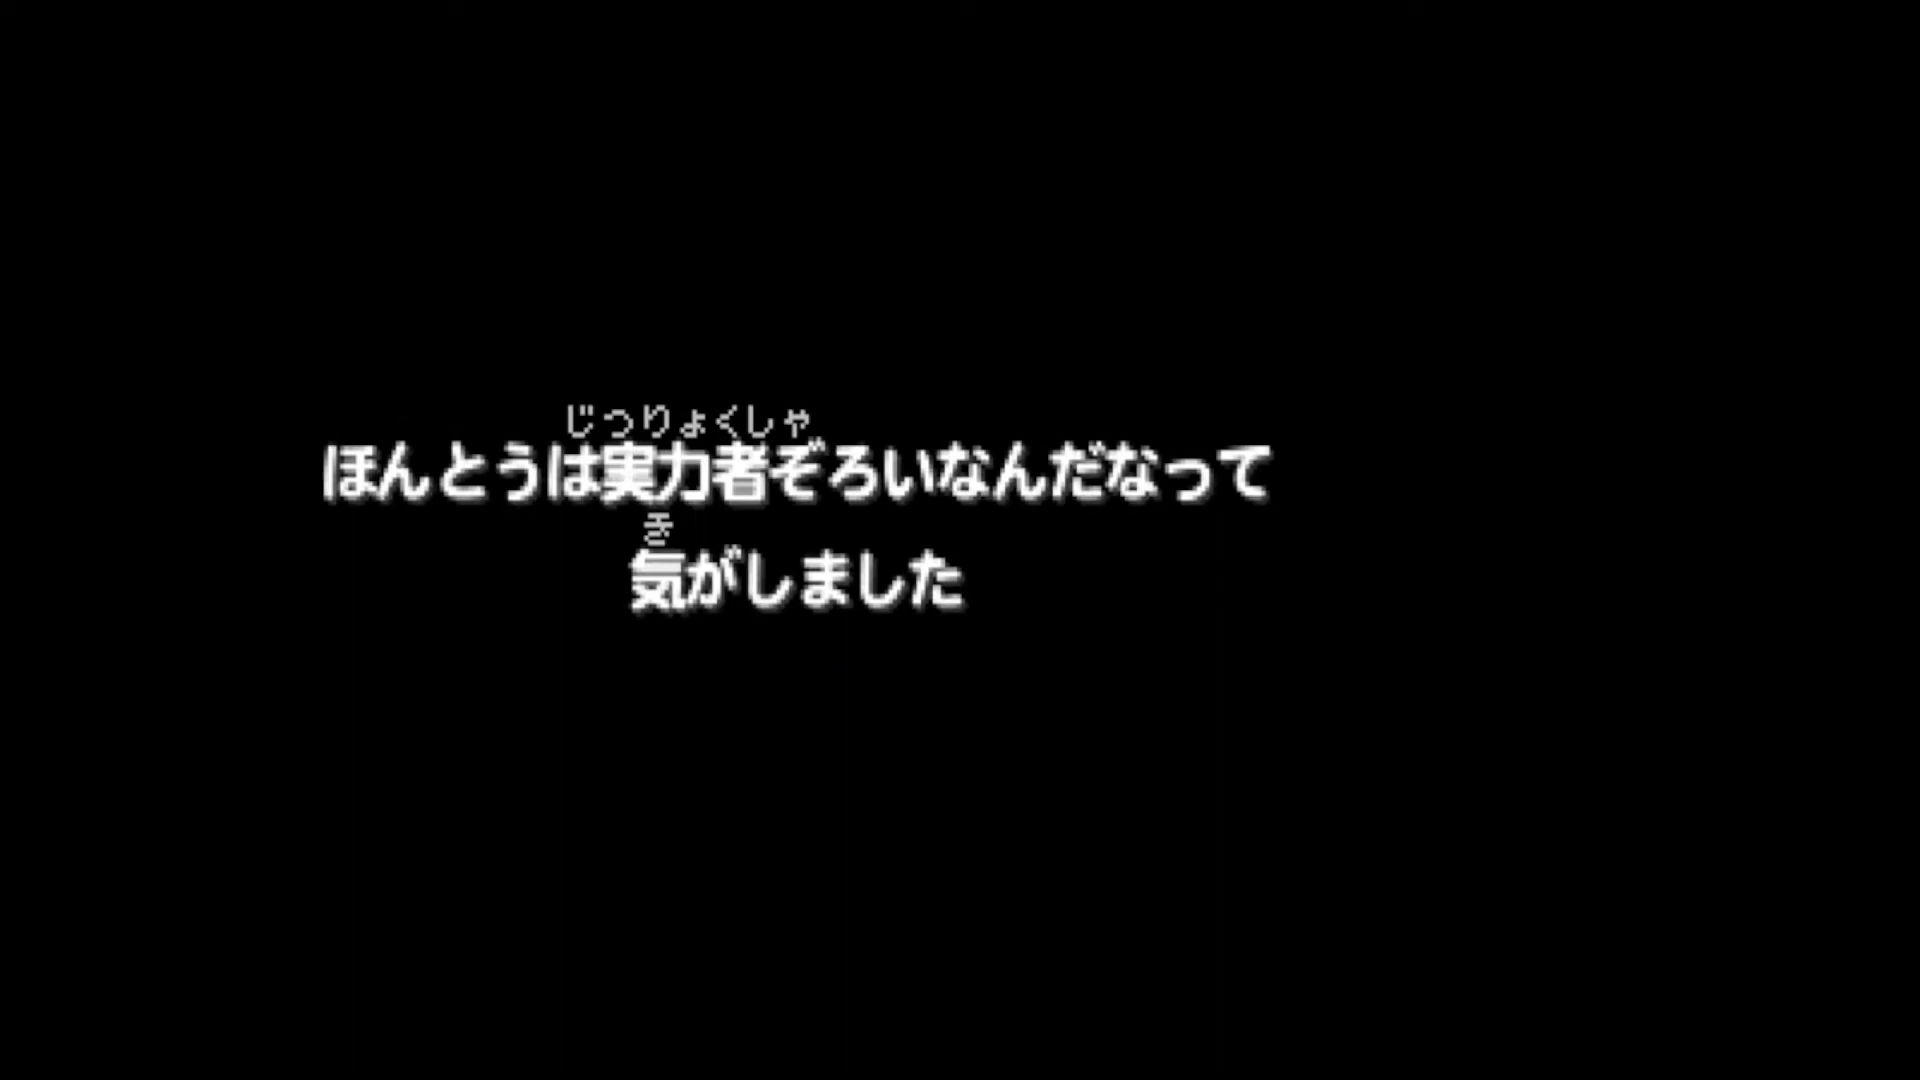 じつりょくしゃ
ほんとうは実力者ぞろいなんだなって
き
気がしました